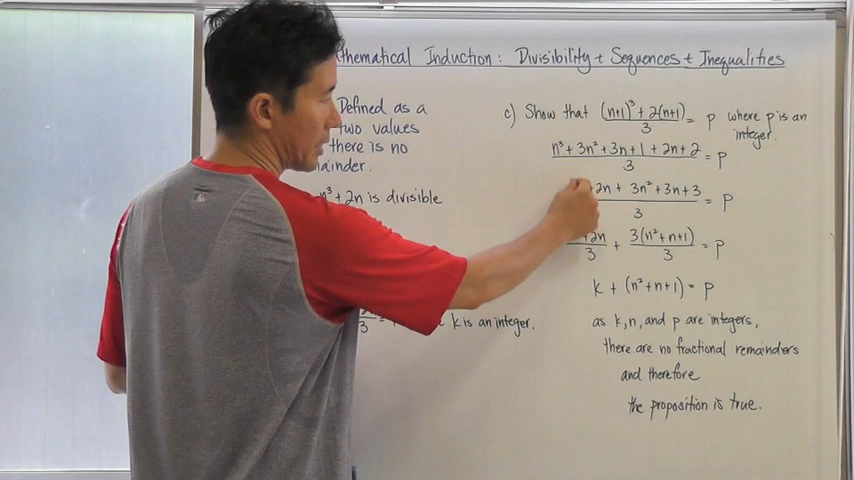 thematical Induction: Divisibility + Sequences + Inequalities
Defined as a
two values
there is no
ainder.
n³ + 2n is divisible
3
k is an integer.
c) Show that (n+1)³ + 2(n+1) / 3 = p where p is an integer.
n³ + 3n² + 3n + 1 + 2n + 2 / 3 = p
+2n + 3n² + 3n + 3 / 3 = p
+2n / 3 + 3(n²+n+1) / 3 = p
k + (n²+n+1) = p
as k, n, and p are integers,
there are no fractional remainders
and therefore
the proposition is true.